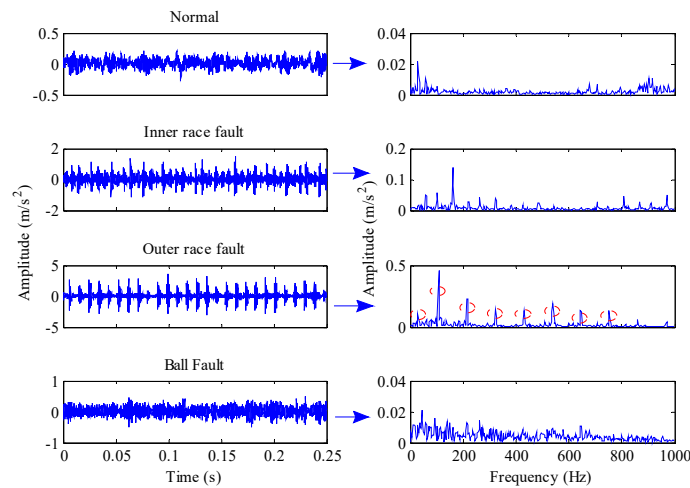 Normal
0.5
0
-0.5
0.04
0.02
0
Inner race fault
2
0
-2
0.2
0.1
0
Amplitude (m/s²)
Amplitude (m/s²)
Outer race fault
5
0
-5
0.5
0
Ball Fault
1
0
-1
0 0.05 0.1 0.15 0.2 0.25
Time (s)
0.04
0.02
0
0 200 400 600 800 1000
Frequency (Hz)